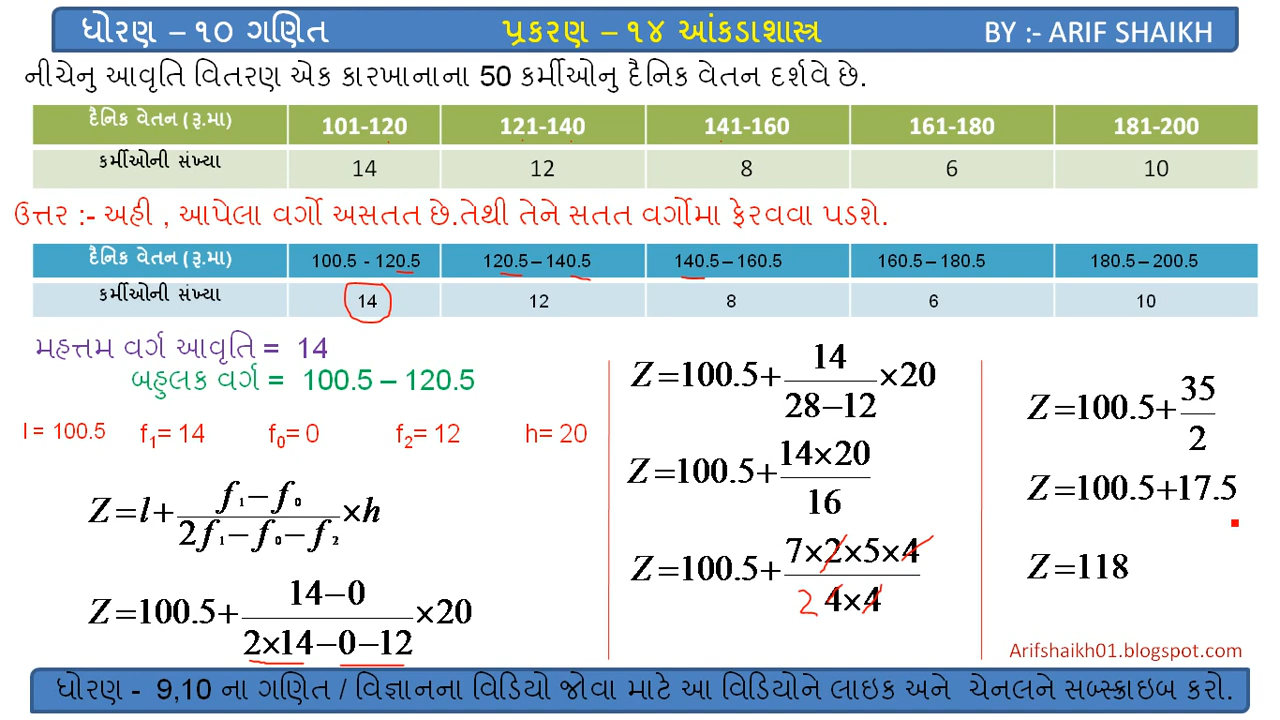 ધોરણ – ૧૦ ગણિત પ્રકરણ – ૧૪ આંકડાશાસ્ત્ર BY :- ARIF SHAIKH
નીચેનુ આવૃતિ વિતરણ એક કારખાનાના 50 કર્મીઓનુ દૈનિક વેતન દર્શાવે છે.
દૈનિક વેતન (રૂ.મા) 101-120 121-140 141-160 161-180 181-200
કર્મીઓની સંખ્યા 14 12 8 6 10
ઉત્તર :- અહી , આપેલા વર્ગો અસતત છે.તેથી તેને સતત વર્ગોમા ફેરવવા પડશે.
દૈનિક વેતન (રૂ.મા) 100.5 - 120.5 120.5 – 140.5 140.5 – 160.5 160.5 – 180.5 180.5 – 200.5
કર્મીઓની સંખ્યા 14 12 8 6 10
મહત્તમ વર્ગ આવૃતિ = 14
બહુલક વર્ગ = 100.5 – 120.5
l = 100.5 f₁= 14 f₀= 0 f₂= 12 h= 20
Z=l+ (f₁−f₀)/(2f₁−f₀−f₂) ×h
Z=100.5+ (14−0)/(2×14−0−12) ×20
Z=100.5+ 14/(28−12) ×20
Z=100.5+ (14×20)/16
Z=100.5+ (7×2×5×4)/(4×4)
2
Z=100.5+ 35/2
Z=100.5+17.5
Z=118
Arifshaikh01.blogspot.com
ધોરણ - 9,10 ના ગણિત / વિજ્ઞાનના વિડિયો જોવા માટે આ વિડિયોને લાઇક અને ચેનલને સબ્સ્ક્રાઇબ કરો.